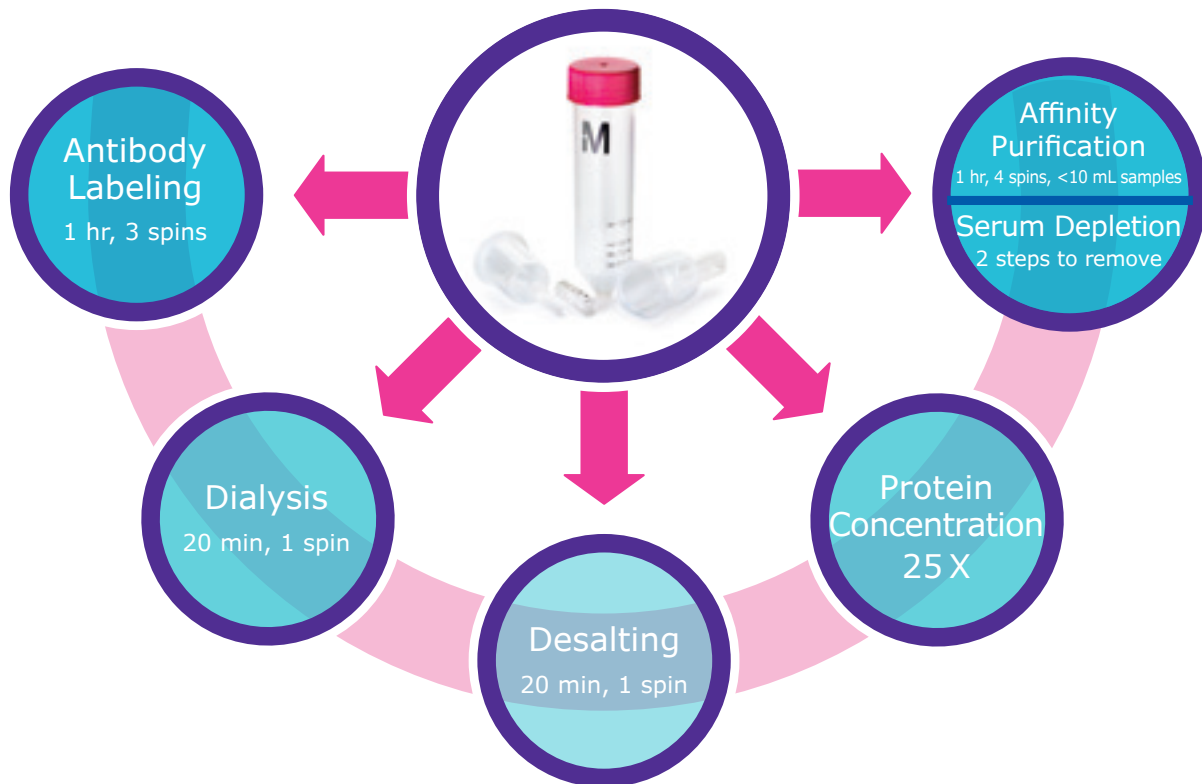 M
Antibody
Labeling
1 hr, 3 spins
Dialysis
20 min, 1 spin
Desalting
20 min, 1 spin
Protein
Concentration
25 X
Affinity
Purification
1 hr, 4 spins, <10 mL samples
Serum Depletion
2 steps to remove